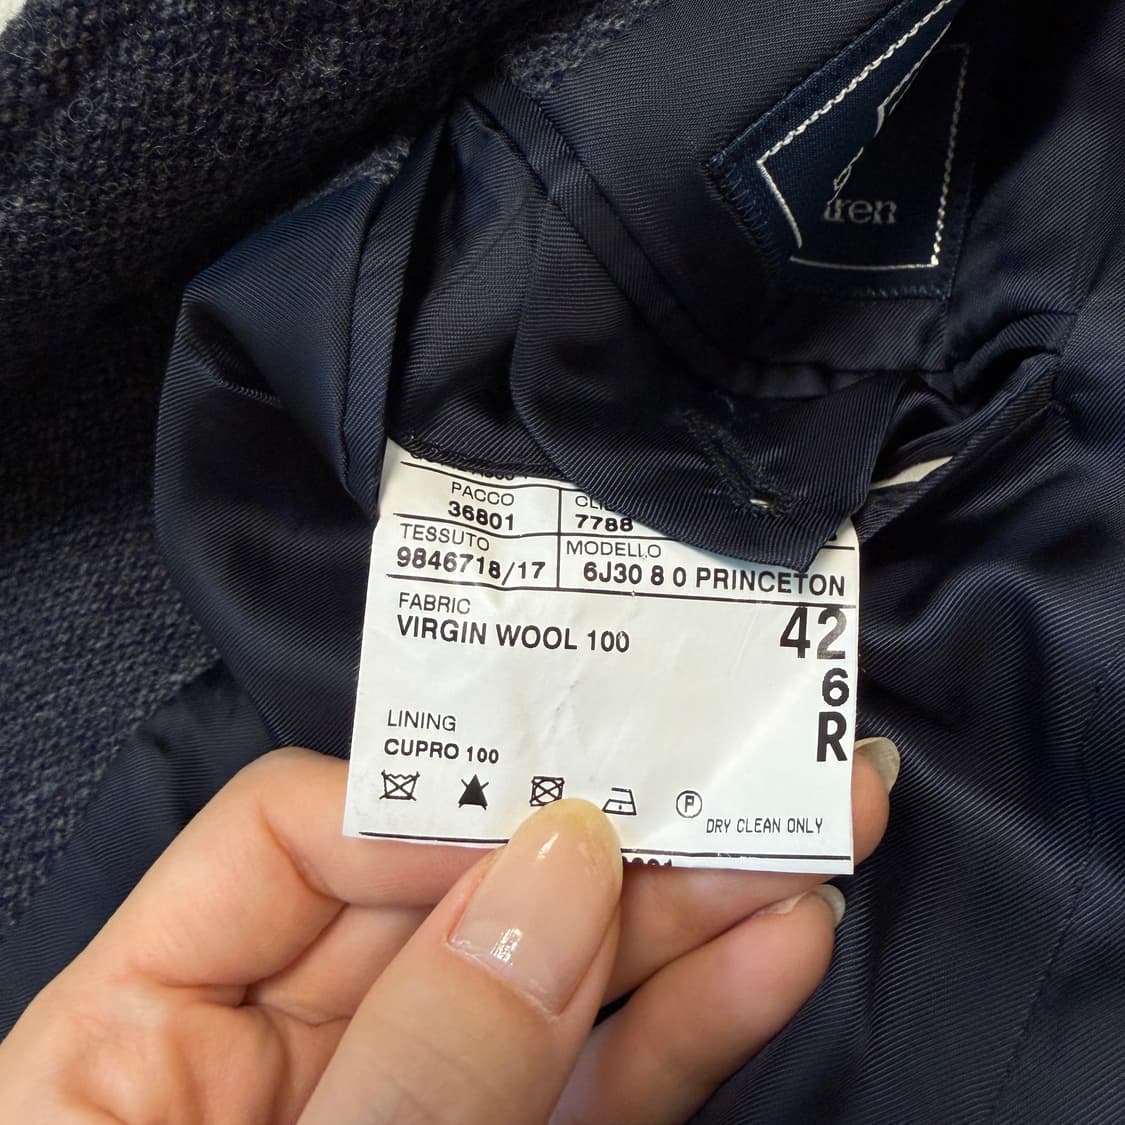 PACCO
36801
7788
TESSUTO
9846718/17
MODELLO
6J30 8 0 PRINCETON
FABRIC
VIRGIN WOOL 100
42
6
R
LINING
CUPRO 100
P
DRY CLEAN ONLY